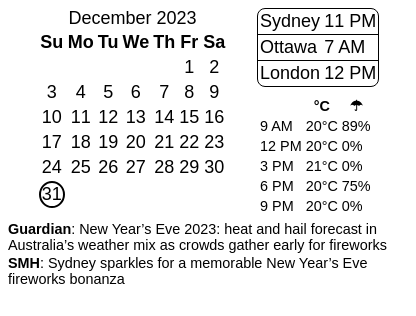 December 2023
Su Mo Tu We Th Fr Sa
1 2
3 4 5 6 7 8 9
10 11 12 13 14 15 16
17 18 19 20 21 22 23
24 25 26 27 28 29 30
31
Sydney 11 PM
Ottawa 7 AM
London 12 PM
°C ☂
9 AM 20°C 89%
12 PM 20°C 0%
3 PM 21°C 0%
6 PM 20°C 75%
9 PM 20°C 0%
Guardian: New Year’s Eve 2023: heat and hail forecast in
Australia’s weather mix as crowds gather early for fireworks
SMH: Sydney sparkles for a memorable New Year’s Eve
fireworks bonanza